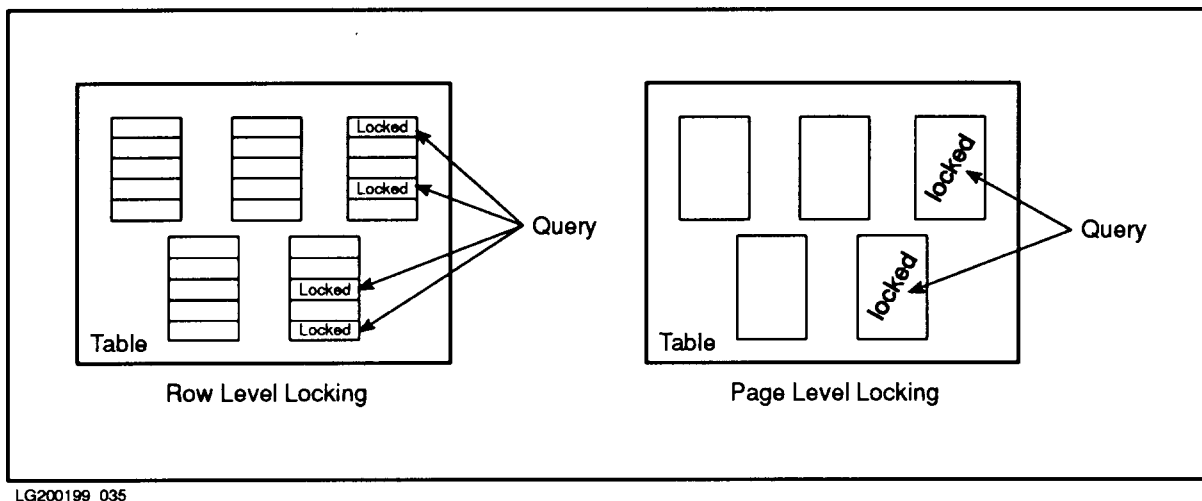 Locked
Locked
Query
Locked
Locked
Table
Row Level Locking
locked
Query
locked
Table
Page Level Locking
LG200199_035